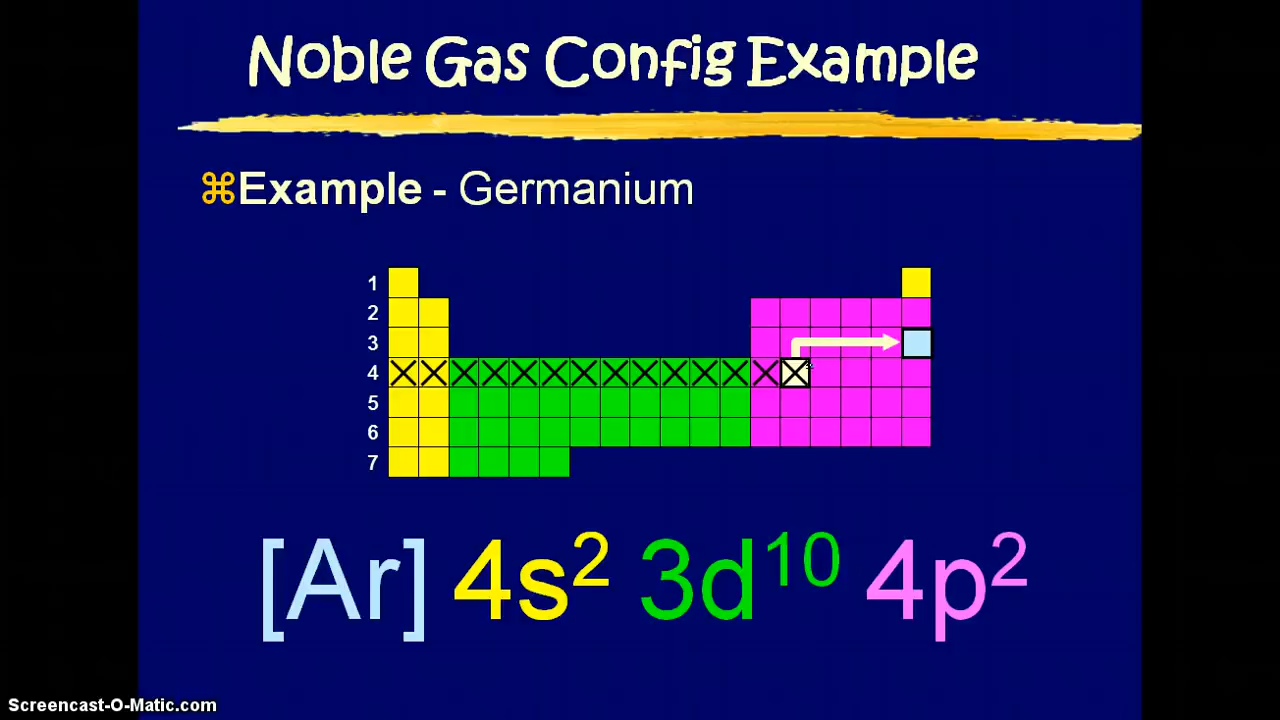 Noble Gas Config Example
⌘Example - Germanium
1
2
3
4
5
6
7
[Ar] 4s² 3d¹⁰ 4p²
Screencast-O-Matic.com